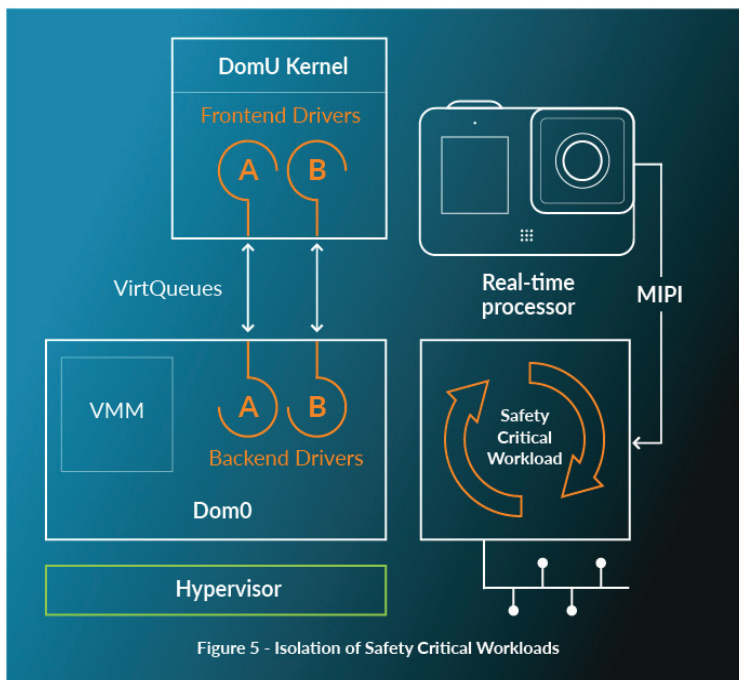 DomU Kernel
Frontend Drivers
A
B
VirtQueues
VMM
A
B
Backend Drivers
Dom0
Hypervisor
Real-time
processor
MIPI
Safety
Critical
Workload
Figure 5 - Isolation of Safety Critical Workloads